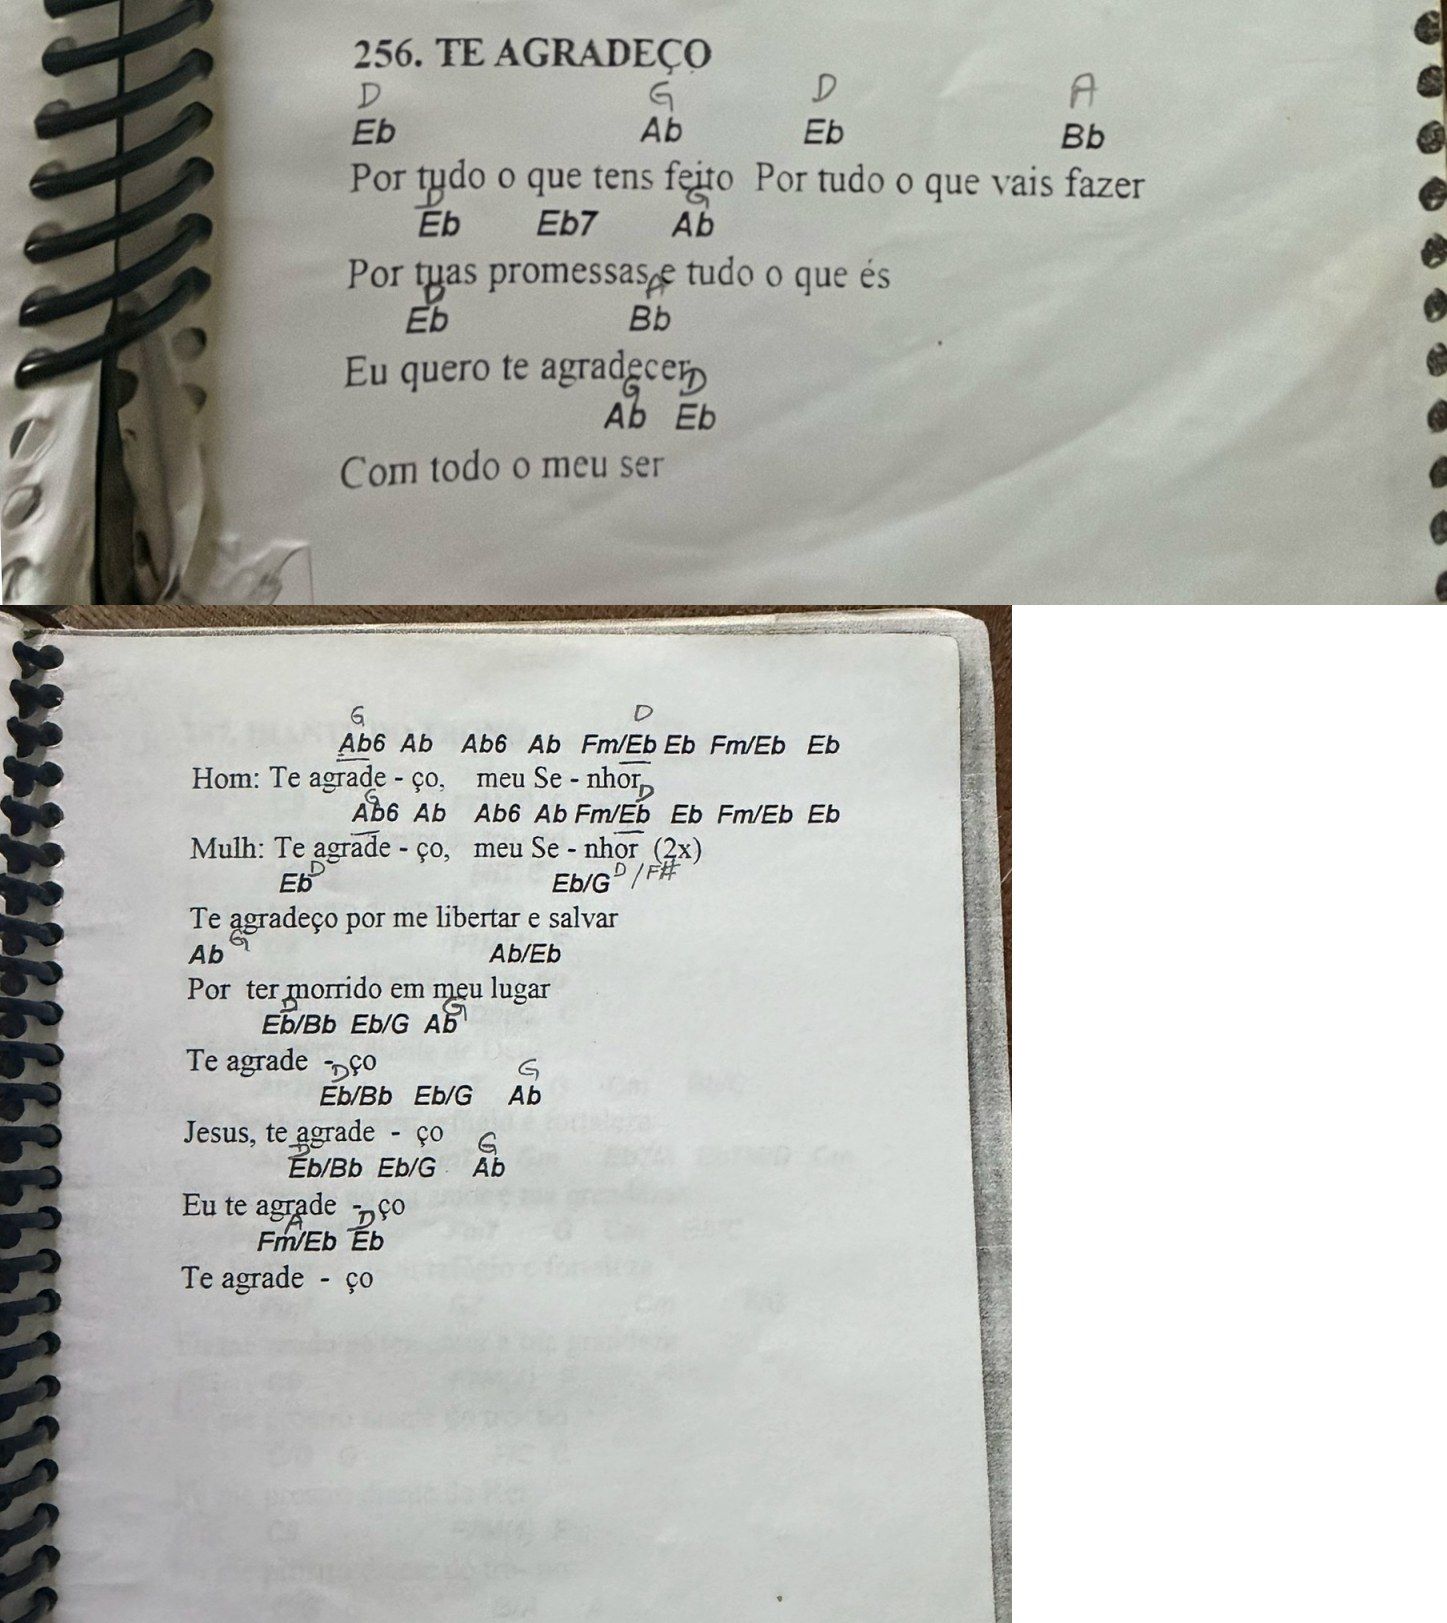 256. TE AGRADEÇO
D G D A
Eb Ab Eb Bb
Por tudo o que tens feito Por tudo o que vais fazer
D G
Eb Eb7 Ab
Por tuas promessas e tudo o que és
D A
Eb Bb
Eu quero te agradecer
G D
Ab Eb
Com todo o meu ser
G D
Ab6 Ab Ab6 Ab Fm/Eb Eb Fm/Eb Eb
Hom: Te agrade - ço, meu Se - nhor
G D
Ab6 Ab Ab6 Ab Fm/Eb Eb Fm/Eb Eb
Mulh: Te agrade - ço, meu Se - nhor (2x)
Eb D Eb/G D/F#
Te agradeço por me libertar e salvar
Ab G Ab/Eb
Por ter morrido em meu lugar
D G
Eb/Bb Eb/G Ab
Te agrade - ço
D G
Eb/Bb Eb/G Ab
Jesus, te agrade - ço
D G
Eb/Bb Eb/G Ab
Eu te agrade - ço
A D
Fm/Eb Eb
Te agrade - ço